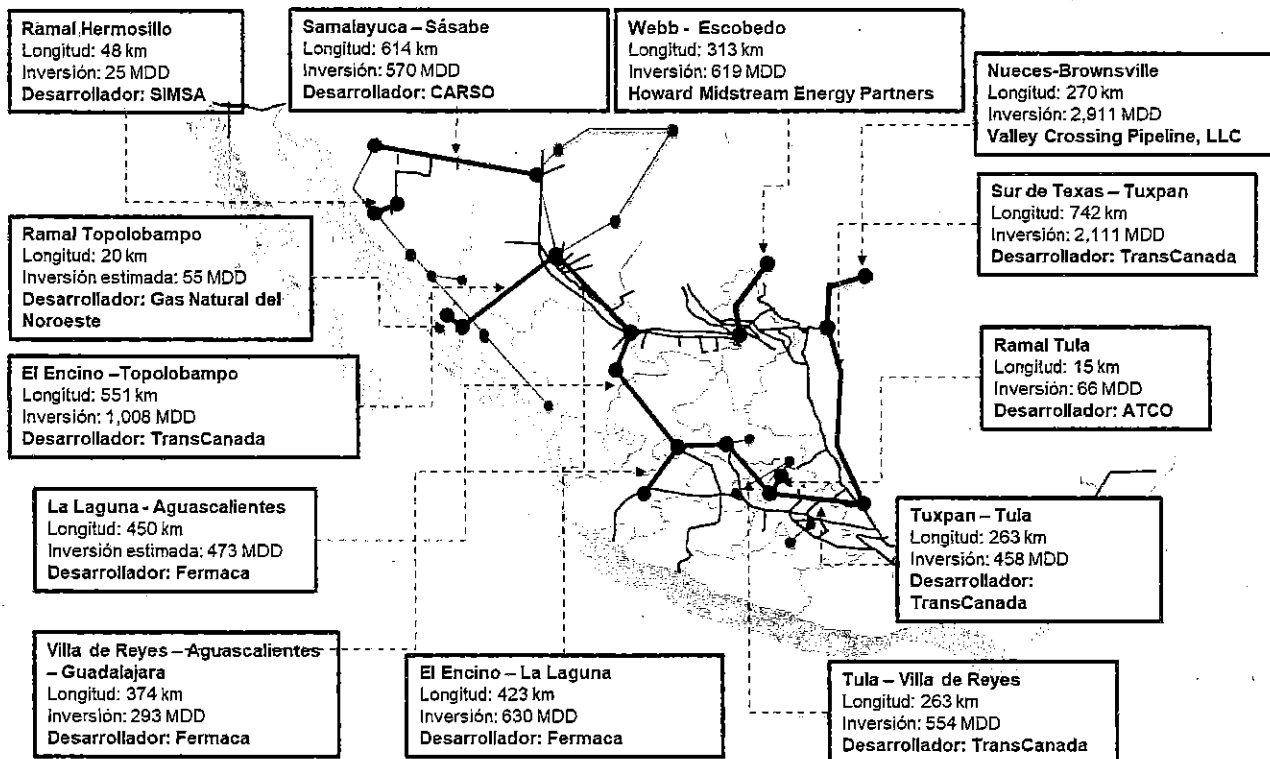 Ramal Hermosillo
Longitud: 48 km
Inversión: 25 MDD
Desarrollador: SIMSA
Samalayuca – Sásabe
Longitud: 614 km
Inversión: 570 MDD
Desarrollador: CARSO
Webb - Escobedo
Longitud: 313 km
Inversión: 619 MDD
Howard Midstream Energy Partners
Nueces-Brownsville
Longitud: 270 km
Inversión: 2,911 MDD
Valley Crossing Pipeline, LLC
Sur de Texas – Tuxpan
Longitud: 742 km
Inversión: 2,111 MDD
Desarrollador: TransCanada
Ramal Topolobampo
Longitud: 20 km
Inversión estimada: 55 MDD
Desarrollador: Gas Natural del
Noroeste
Ramal Tula
Longitud: 15 km
Inversión: 66 MDD
Desarrollador: ATCO
El Encino – Topolobampo
Longitud: 551 km
Inversión: 1,008 MDD
Desarrollador: TransCanada
La Laguna - Aguascalientes
Longitud: 450 km
Inversión estimada: 473 MDD
Desarrollador: Fermaca
Tuxpan – Tula
Longitud: 263 km
Inversión: 458 MDD
Desarrollador:
TransCanada
Villa de Reyes – Aguascalientes
– Guadalajara
Longitud: 374 km
Inversión: 293 MDD
Desarrollador: Fermaca
El Encino – La Laguna
Longitud: 423 km
Inversión: 630 MDD
Desarrollador: Fermaca
Tula – Villa de Reyes
Longitud: 263 km
Inversión: 554 MDD
Desarrollador: TransCanada